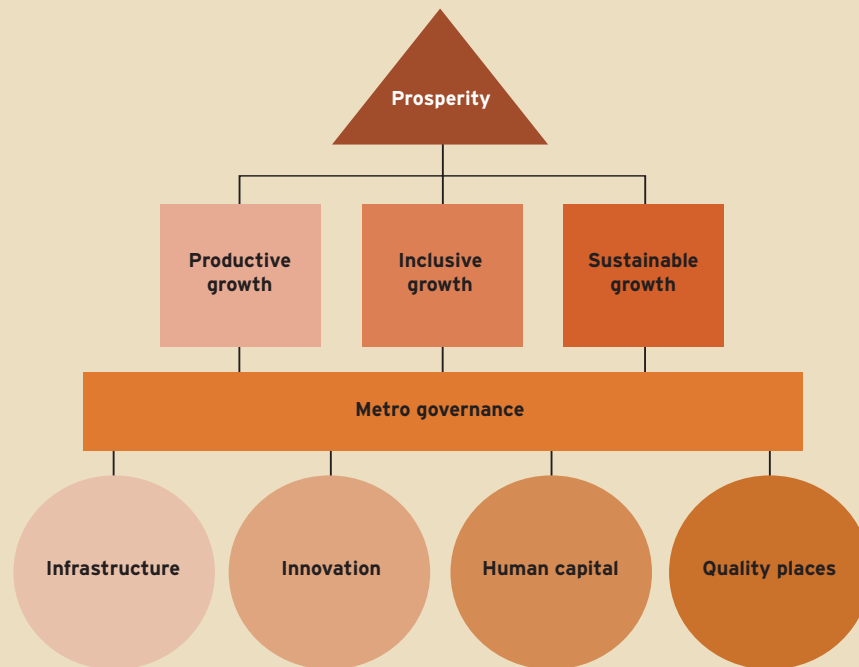 Prosperity
Productive
growth
Inclusive
growth
Sustainable
growth
Metro governance
Infrastructure
Innovation
Human capital
Quality places